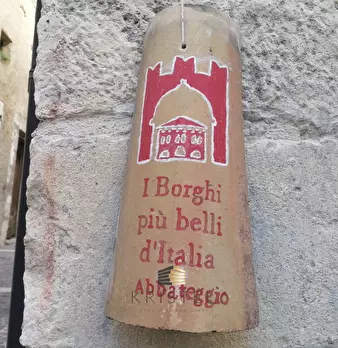 I Borghi
più belli
d'Italia
Abbateggio